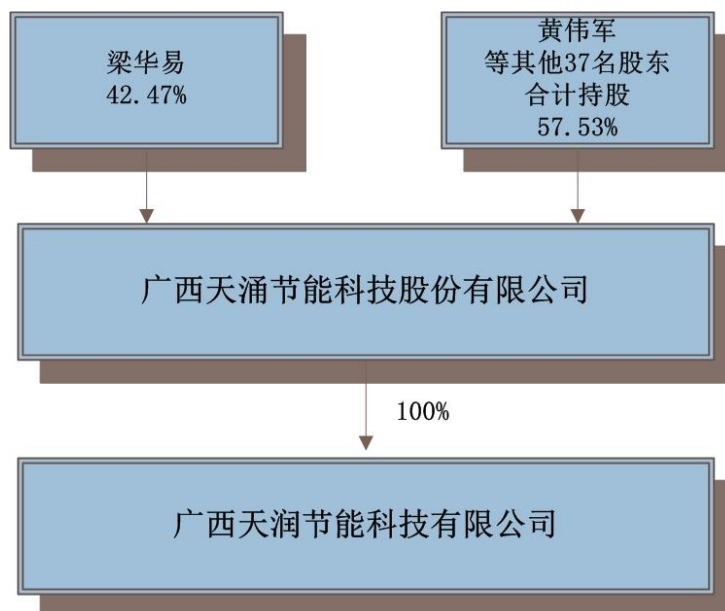 梁华易
42.47%
黄伟军
等其他37名股东
合计持股
57.53%
广西天涌节能科技股份有限公司
100%
广西天润节能科技有限公司